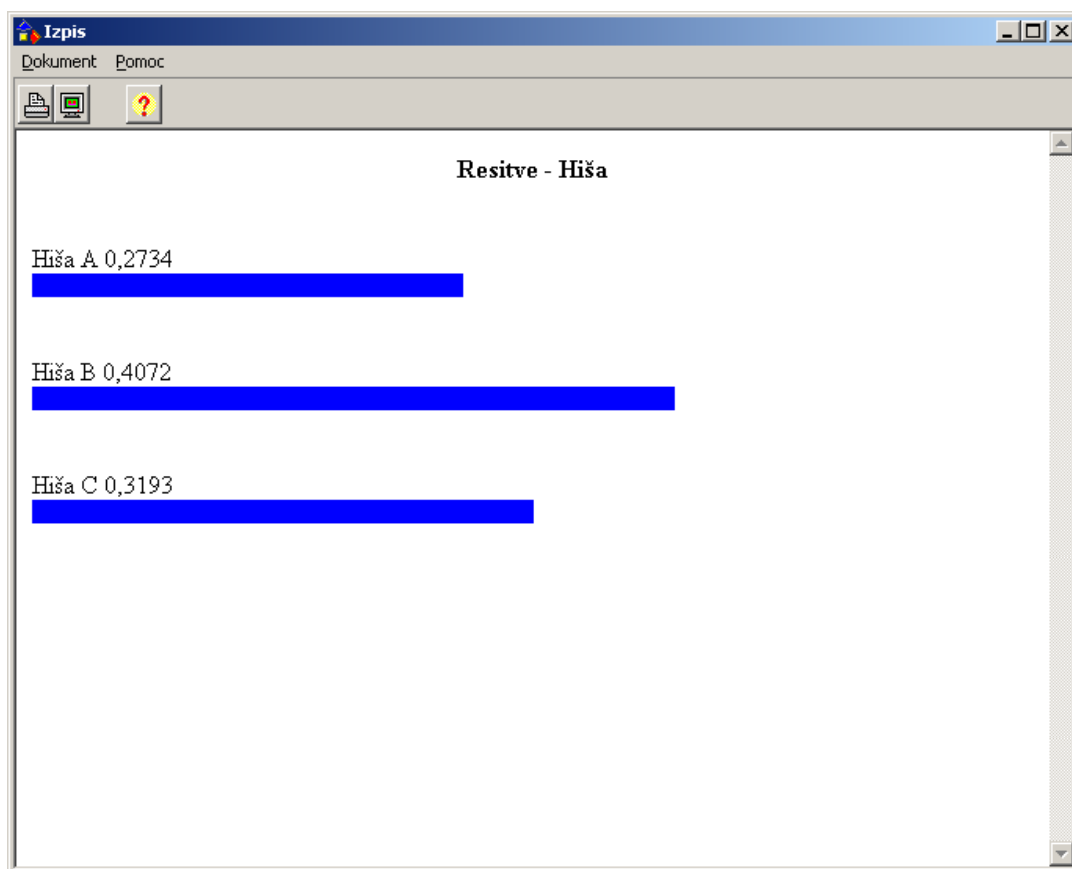 Izpis
Dokument Pomoc
?
Resitve - Hiša
Hiša A 0,2734
Hiša B 0,4072
Hiša C 0,3193